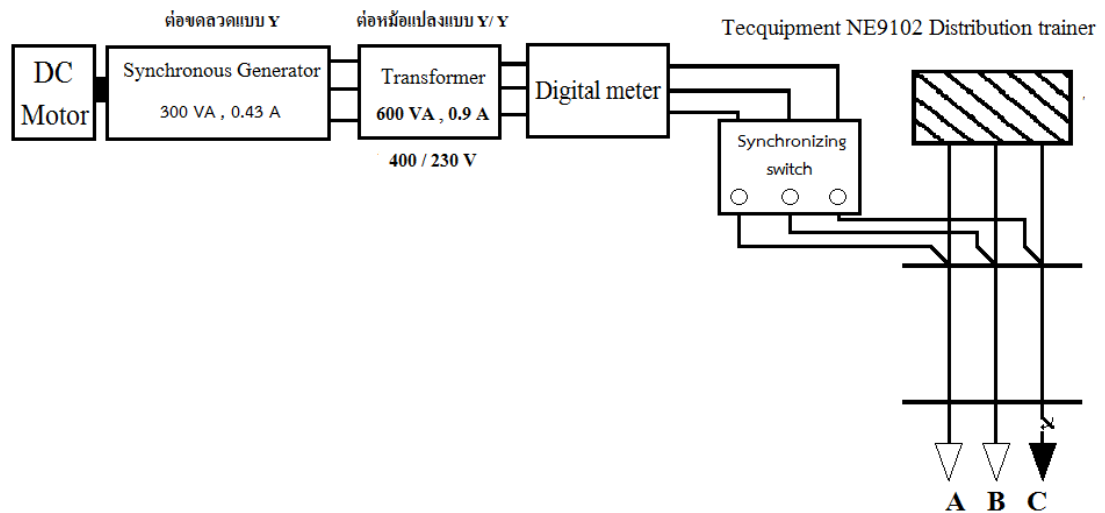 ต่อขดลวดแบบ Y
ต่อหม้อแปลงแบบ Y/ Y
Tecquipment NE9102 Distribution trainer
DC
Motor
Synchronous Generator
300 VA , 0.43 A
Transformer
600 VA , 0.9 A
400 / 230 V
Digital meter
Synchronizing
switch
A B C